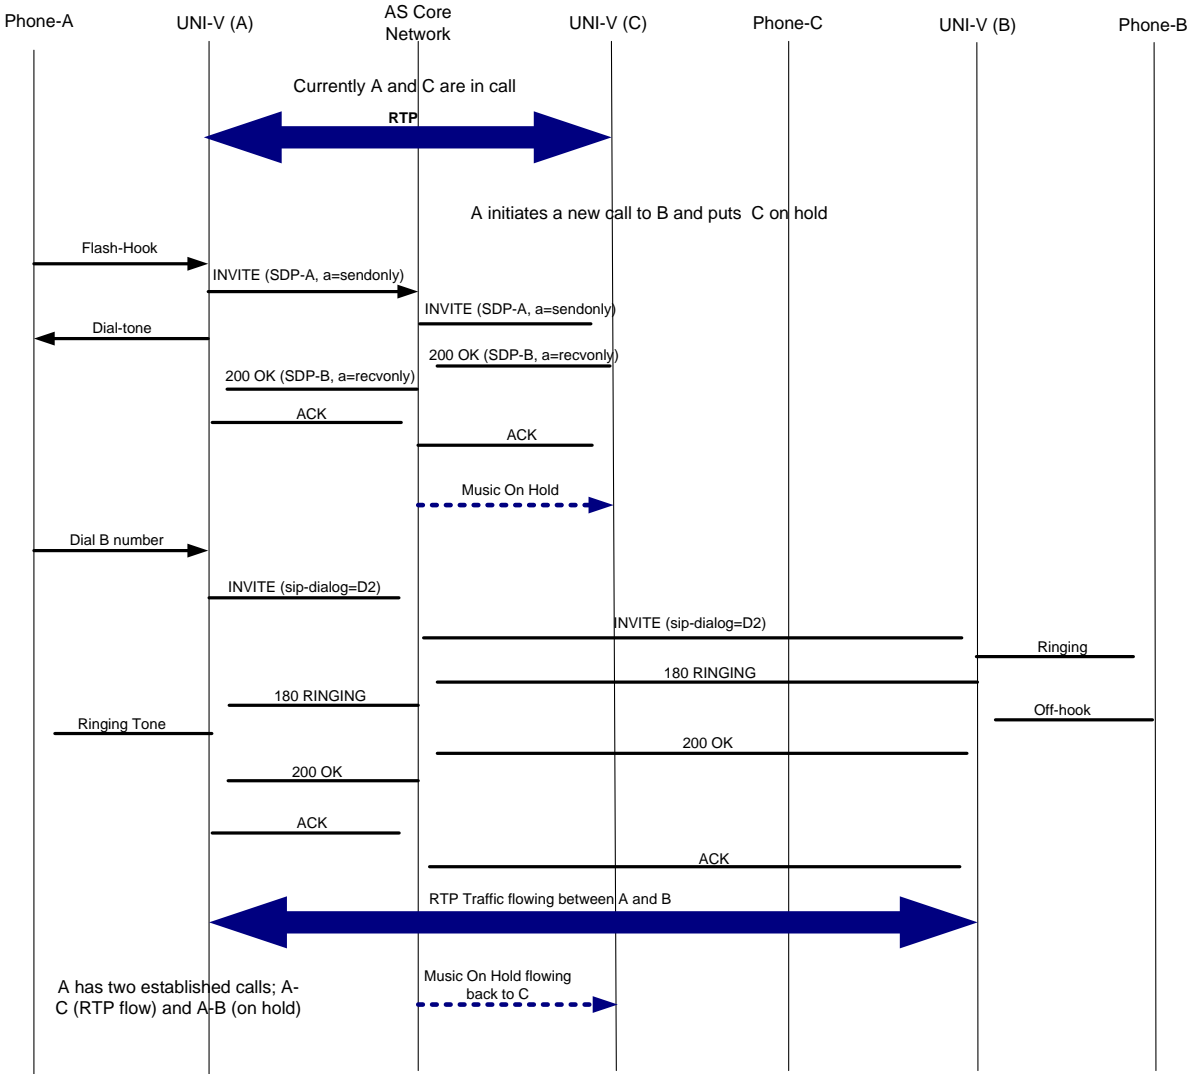 Phone-A
UNI-V (A)
AS Core
Network
UNI-V (C)
Phone-C
UNI-V (B)
Phone-B
Currently A and C are in call
RTP
A initiates a new call to B and puts C on hold
Flash-Hook
INVITE (SDP-A, a=sendonly)
INVITE (SDP-A, a=sendonly)
Dial-tone
200 OK (SDP-B, a=recvonly)
200 OK (SDP-B, a=recvonly)
ACK
ACK
Music On Hold
Dial B number
INVITE (sip-dialog=D2)
INVITE (sip-dialog=D2)
Ringing
180 RINGING
180 RINGING
Off-hook
Ringing Tone
200 OK
200 OK
ACK
ACK
RTP Traffic flowing between A and B
Music On Hold flowing
back to C
A has two established calls; A-
C (RTP flow) and A-B (on hold)